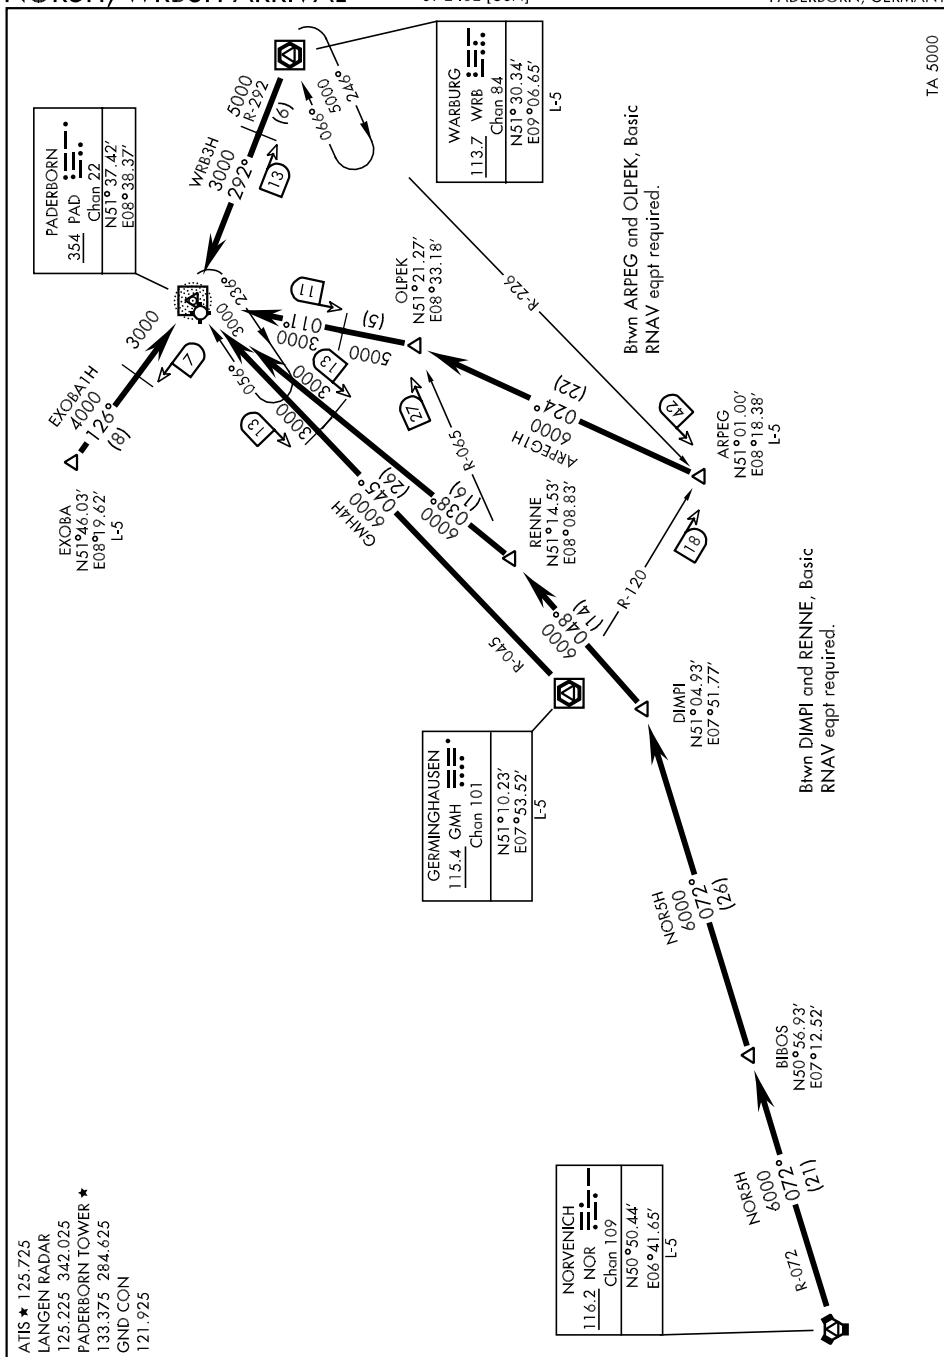 NOR5H, WRB3H ARRIVAL
PADERBORN, GERMANY
ATIS ★ 125.725
LANGEN RADAR
125.225 342.025
PADERBORN TOWER ★
133.375 284.625
GND CON
121.925
TA 5000
EXOBA
N51°46.03'
E08°19.62'
L-5
EXOBA1H
4000
126°
(8)
3000
7
PADERBORN
354 PAD
Chan 22
N51°37.42'
E08°38.37'
WRB3H
3000
292°
5000
R-292
(6)
13
066°
5000
246°
WARBURG
113.7 WRB
Chan 84
N51°30.34'
E09°06.65'
L-5
236°
3000
056°
13
3000
3000
13
11
3000
011°
5000
(5)
OLPEK
N51°21.27'
E08°33.18'
R-226
Btwn ARPEG and OLPEK, Basic
RNAV eqpt required.
27
R-065
ARPEG1H
6000
024°
(22)
42
ARPEG
N51°01.00'
E08°18.38'
L-5
GMH4H
6000
045°
(26)
R-045
6000
038°
(16)
RENNE
N51°14.53'
E08°08.83'
18
R-120
6000
048°
(14)
GERMINGHAUSEN
115.4 GMH
Chan 101
N51°10.23'
E07°53.52'
L-5
DIMPI
N51°04.93'
E07°51.77'
Btwn DIMPI and RENNE, Basic
RNAV eqpt required.
NOR5H
6000
072°
(26)
BIBOS
N50°56.93'
E07°12.52'
NOR5H
6000
072°
(21)
R-072
NORVENICH
116.2 NOR
Chan 109
N50°50.44'
E06°41.65'
L-5